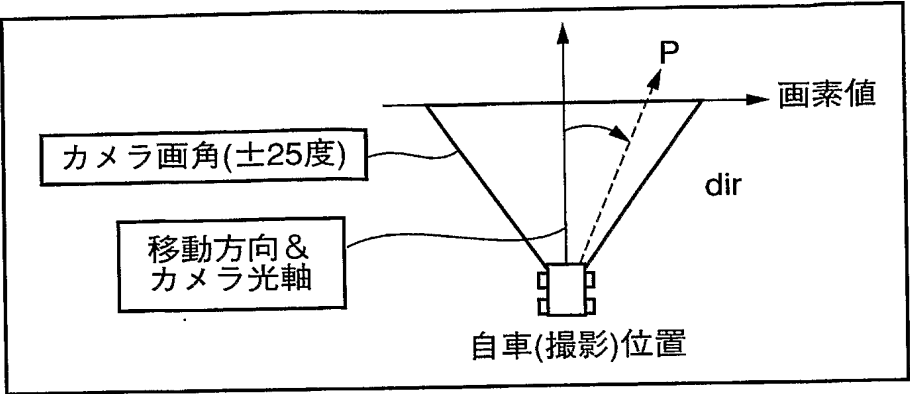 P
画素値
カメラ画角(±25度)
dir
移動方向&
カメラ光軸
自車(撮影)位置